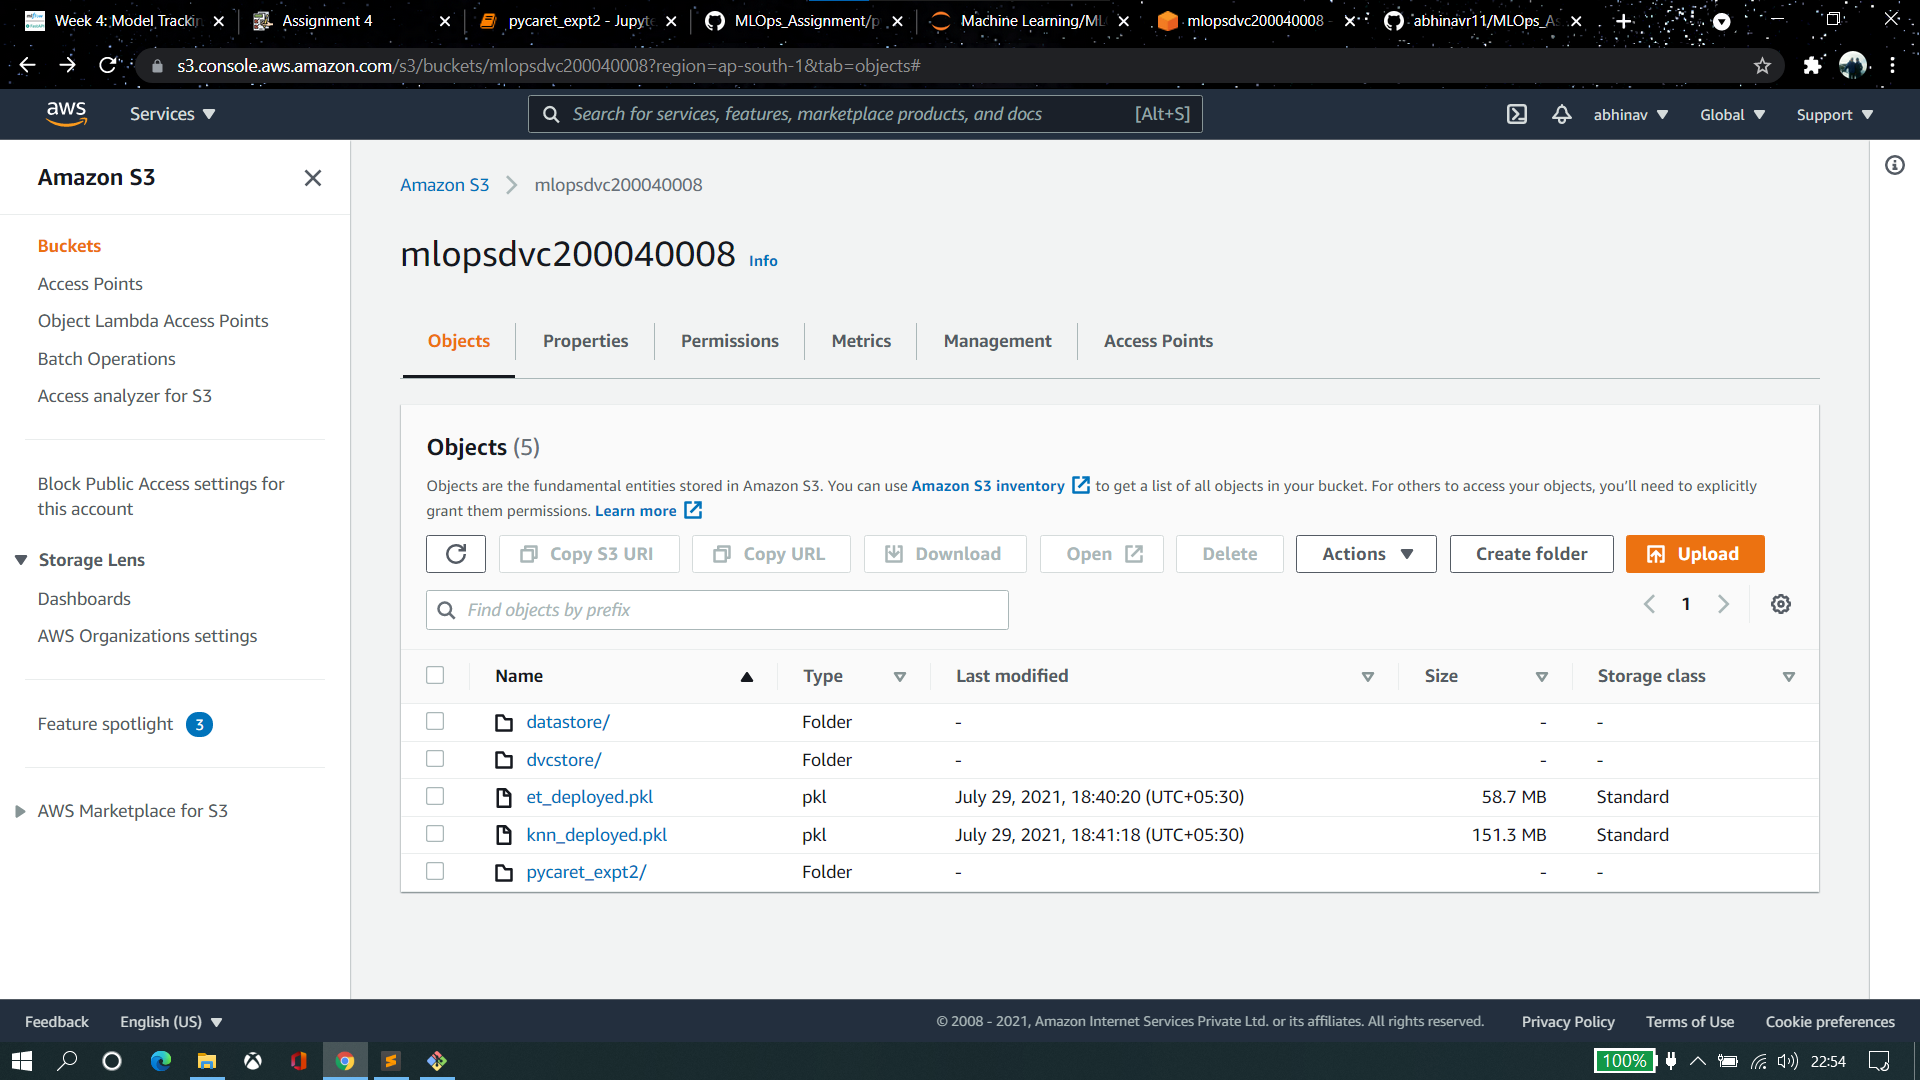 Week 4: Model Trackin
Assignment 4
pycaret_expt2 - Jupyte
MLOps_Assignment/p
Machine Learning/ML
mlopsdvc200040008 -
abhinavr11/MLOps_As
s3.console.aws.amazon.com/s3/buckets/mlopsdvc200040008?region=ap-south-1&tab=objects#
aws
Services
Search for services, features, marketplace products, and docs [Alt+S]
abhinav
Global
Support
Amazon S3
Buckets
Access Points
Object Lambda Access Points
Batch Operations
Access analyzer for S3
Block Public Access settings for
this account
Storage Lens
Dashboards
AWS Organizations settings
Feature spotlight 3
AWS Marketplace for S3
Amazon S3 > mlopsdvc200040008
mlopsdvc200040008 Info
Objects Properties Permissions Metrics Management Access Points
Objects (5)
Objects are the fundamental entities stored in Amazon S3. You can use Amazon S3 inventory to get a list of all objects in your bucket. For others to access your objects, you'll need to explicitly
grant them permissions. Learn more
Copy S3 URI Copy URL Download Open Delete Actions Create folder Upload
Find objects by prefix
1
Name Type Last modified Size Storage class
datastore/ Folder - - -
dvcstore/ Folder - - -
et_deployed.pkl pkl July 29, 2021, 18:40:20 (UTC+05:30) 58.7 MB Standard
knn_deployed.pkl pkl July 29, 2021, 18:41:18 (UTC+05:30) 151.3 MB Standard
pycaret_expt2/ Folder - - -
Feedback English (US) © 2008 - 2021, Amazon Internet Services Private Ltd. or its affiliates. All rights reserved. Privacy Policy Terms of Use Cookie preferences
100% 22:54